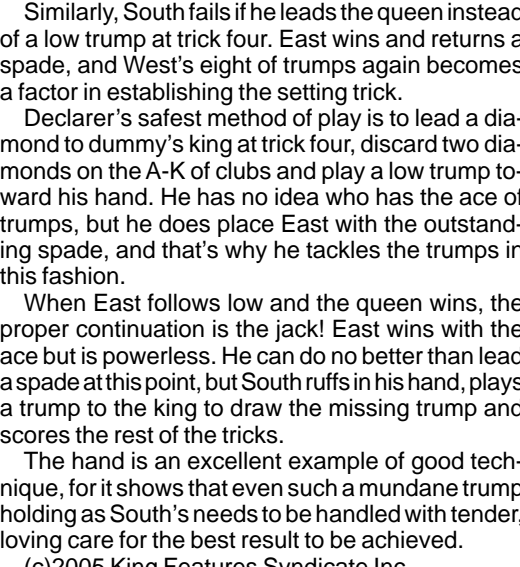 Similarly, South fails if he leads the queen instead
of a low trump at trick four. East wins and returns a
spade, and West's eight of trumps again becomes
a factor in establishing the setting trick.
Declarer's safest method of play is to lead a dia-
mond to dummy's king at trick four, discard two dia-
monds on the A-K of clubs and play a low trump to-
ward his hand. He has no idea who has the ace of
trumps, but he does place East with the outstand-
ing spade, and that's why he tackles the trumps in
this fashion.
When East follows low and the queen wins, the
proper continuation is the jack! East wins with the
ace but is powerless. He can do no better than lead
a spade at this point, but South ruffs in his hand, plays
a trump to the king to draw the missing trump and
scores the rest of the tricks.
The hand is an excellent example of good tech-
nique, for it shows that even such a mundane trump
holding as South's needs to be handled with tender,
loving care for the best result to be achieved.
(c)2005 King Features Syndicate Inc.